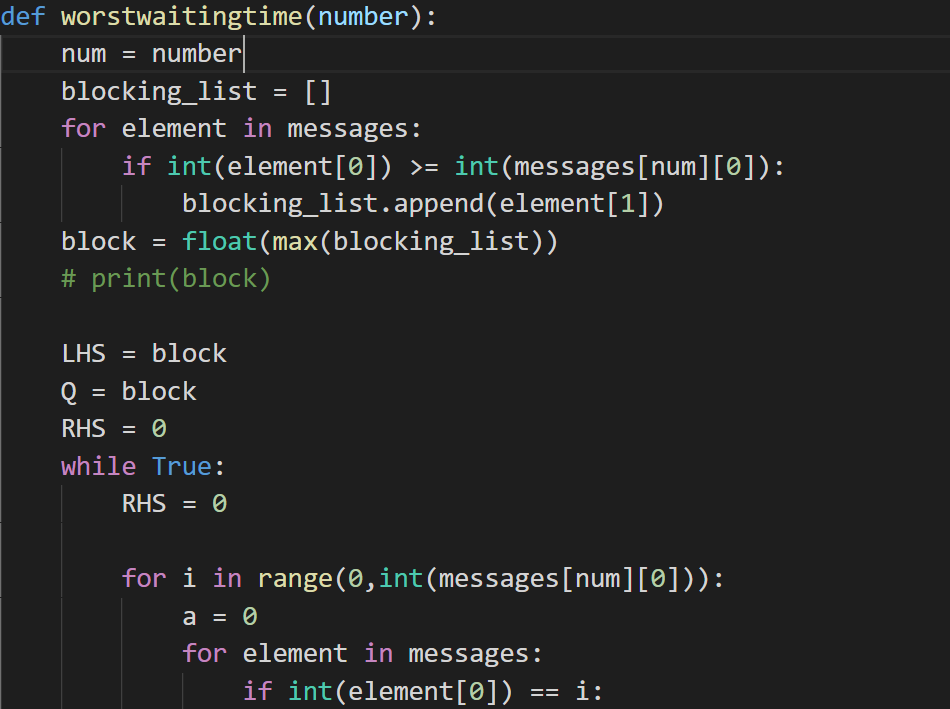 def worstwaitingtime(number):
    num = number
    blocking_list = []
    for element in messages:
        if int(element[0]) >= int(messages[num][0]):
            blocking_list.append(element[1])
    block = float(max(blocking_list))
    # print(block)

    LHS = block
    Q = block
    RHS = 0
    while True:
        RHS = 0

        for i in range(0,int(messages[num][0])):
            a = 0
            for element in messages:
                if int(element[0]) == i: